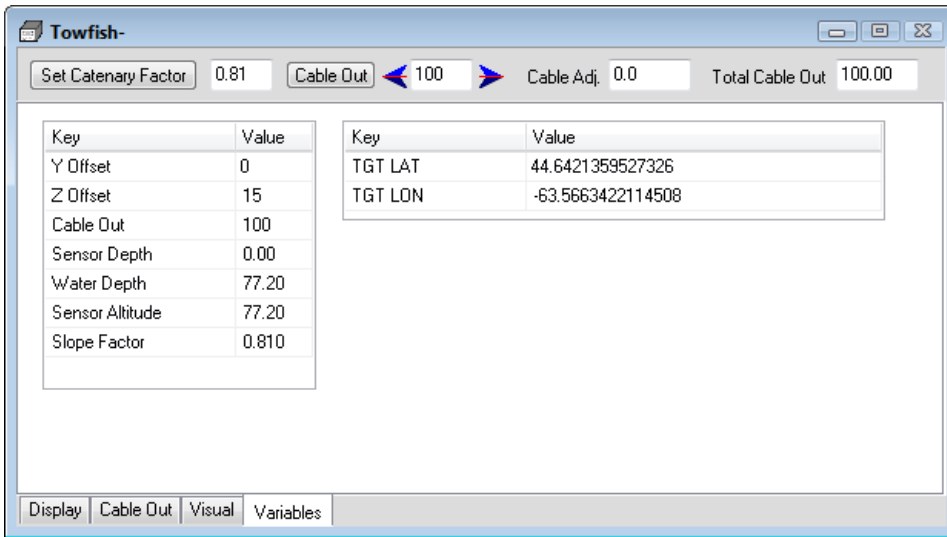 Towfish-
Set Catenary Factor 0.81 Cable Out 100 Cable Adj. 0.0 Total Cable Out 100.00
Key Value
Y Offset 0
Z Offset 15
Cable Out 100
Sensor Depth 0.00
Water Depth 77.20
Sensor Altitude 77.20
Slope Factor 0.810
Key Value
TGT LAT 44.6421359527326
TGT LON -63.5663422114508
Display Cable Out Visual Variables